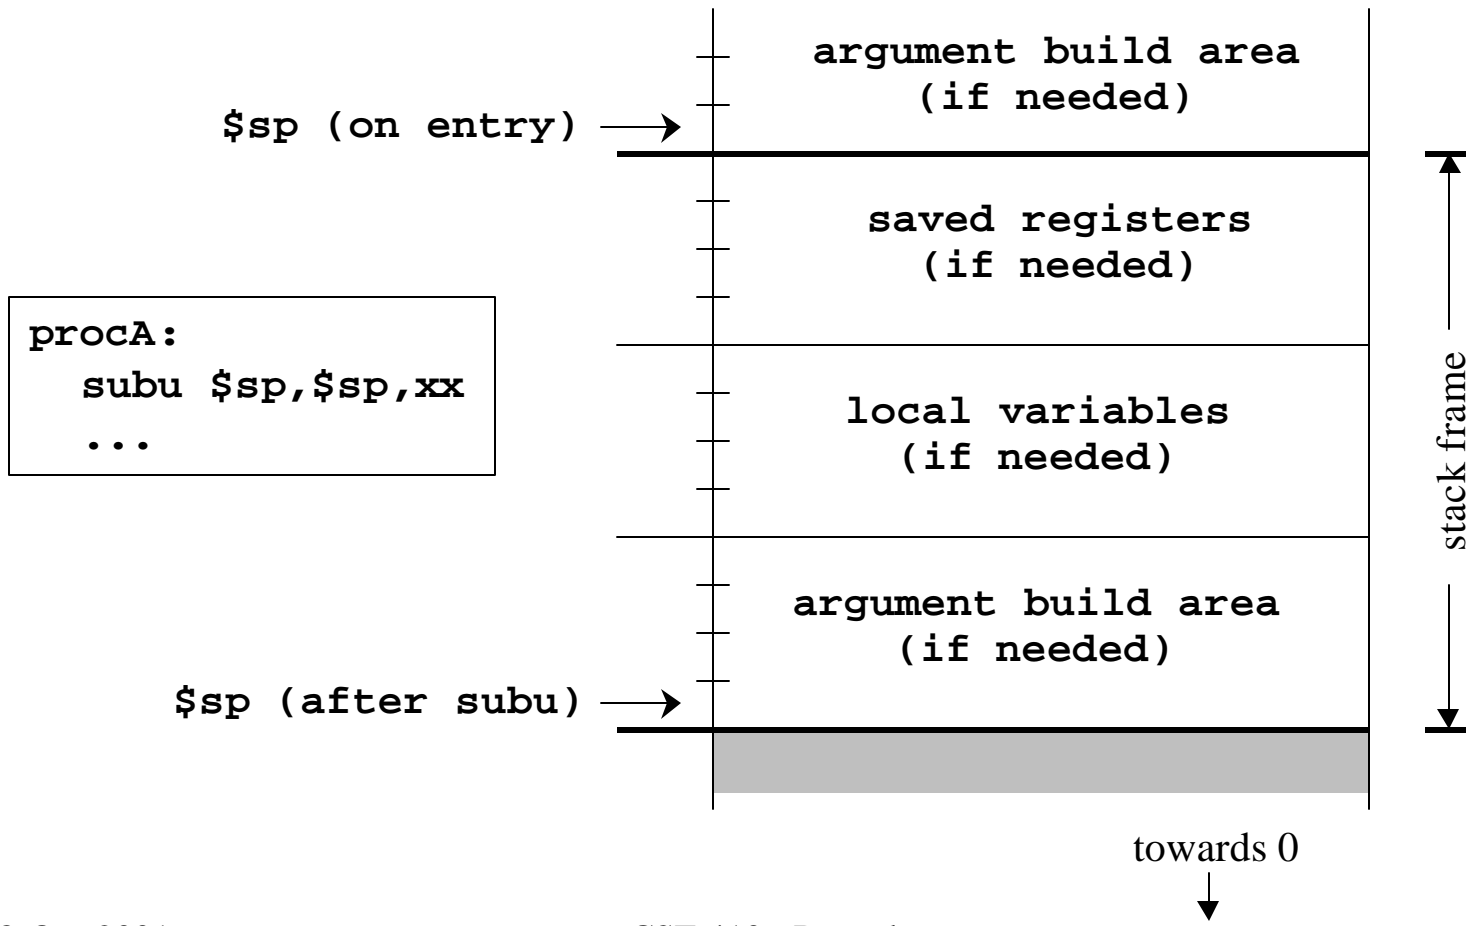 argument build area
(if needed)
$sp (on entry)
saved registers
(if needed)
procA:
subu $sp,$sp,xx
...
local variables
(if needed)
stack frame
argument build area
(if needed)
$sp (after subu)
towards 0